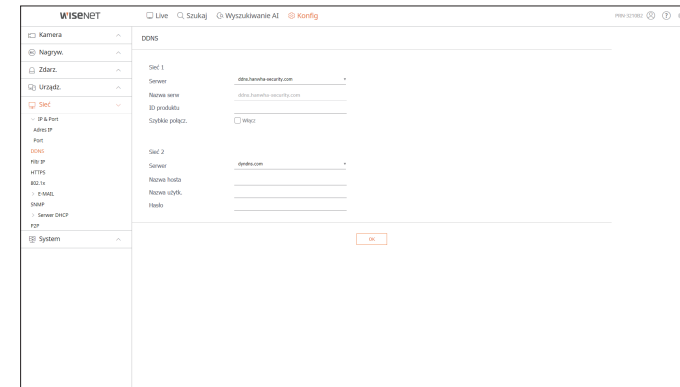 WISENET Live Szukaj Wyszukiwanie AI Konfig
Kamera
Nagryw.
Zdarz.
Urządz.
Sieć
IP & Port
Adres IP
Port
DDNS
Filtr IP
HTTPS
802.1x
E-MAIL
SNMP
Serwer DHCP
P2P
System
DDNS
Sieć 1
Serwer ddns.hanwha-security.com
Nazwa serw ddns.hanwha-security.com
ID produktu
Szybkie połącz. Włącz
Sieć 2
Serwer dyndns.com
Nazwa hosta
Nazwa użytk.
Hasło
OK